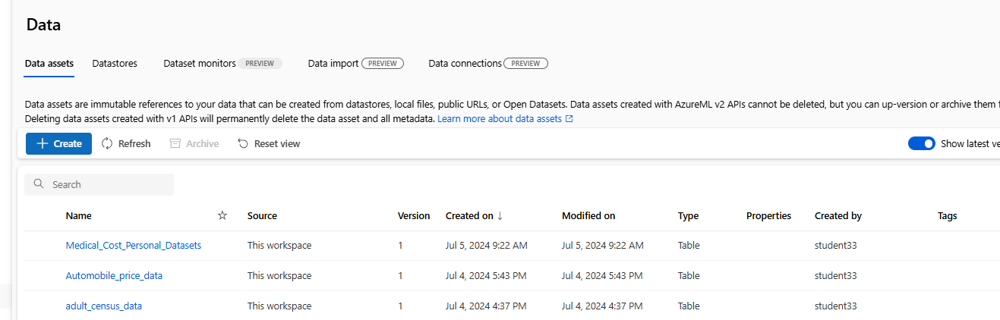 Data
Data assets Datastores Dataset monitors PREVIEW Data import PREVIEW Data connections PREVIEW
Data assets are immutable references to your data that can be created from datastores, local files, public URLs, or Open Datasets. Data assets created with AzureML v2 APIs cannot be deleted, but you can up-version or archive them
Deleting data assets created with v1 APIs will permanently delete the data asset and all metadata. Learn more about data assets
Create Refresh Archive Reset view Show latest
Search
Name Source Version Created on Modified on Type Properties Created by Tags
Medical_Cost_Personal_Datasets This workspace 1 Jul 5, 2024 9:22 AM Jul 5, 2024 9:22 AM Table student33
Automobile_price_data This workspace 1 Jul 4, 2024 5:43 PM Jul 4, 2024 5:43 PM Table student33
adult_census_data This workspace 1 Jul 4, 2024 4:37 PM Jul 4, 2024 4:37 PM Table student33